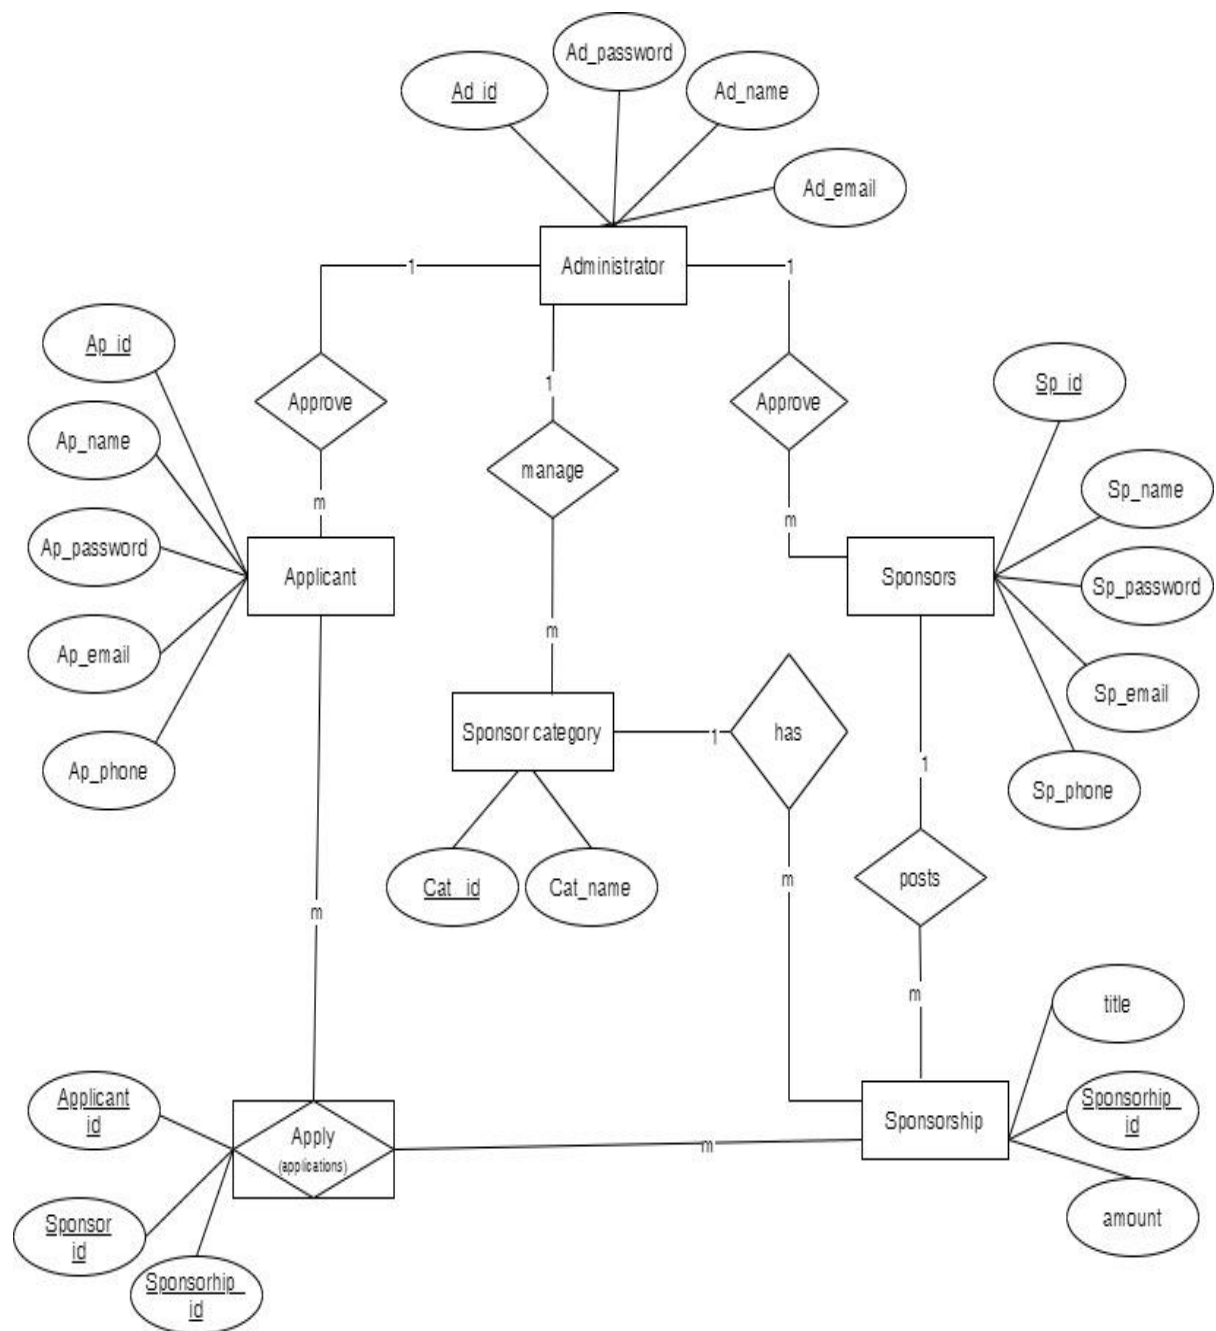 Ad_password
Ad_id
Ad_name
Ad_email
Administrator
1
1
Ap_id
Approve
1
Approve
Sp_id
Ap_name
manage
Sp_name
m
m
Ap_password
Applicant
Sponsors
Sp_password
Ap_email
m
Sp_email
Sponsor category
1
has
Ap_phone
1
Sp_phone
Cat_id
Cat_name
m
posts
m
m
title
Applicant
id
Sponsorhip_
id
Apply
(applications)
m
Sponsorship
Sponsor
id
amount
Sponsorhip_
id